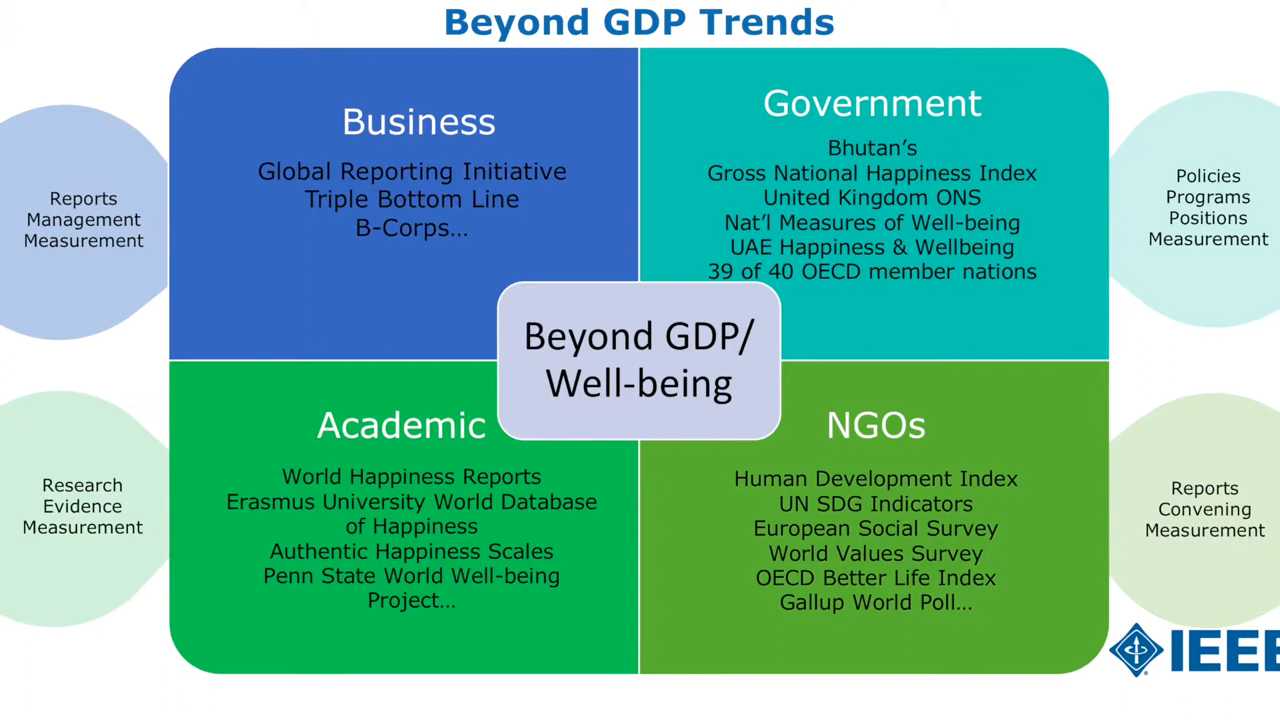 Beyond GDP Trends
Business
Global Reporting Initiative
Triple Bottom Line
B-Corps…
Government
Bhutan’s
Gross National Happiness Index
United Kingdom ONS
Nat’l Measures of Well-being
UAE Happiness & Wellbeing
39 of 40 OECD member nations
Reports
Management
Measurement
Policies
Programs
Positions
Measurement
Beyond GDP/
Well-being
Academic
World Happiness Reports
Erasmus University World Database
of Happiness
Authentic Happiness Scales
Penn State World Well-being
Project…
NGOs
Human Development Index
UN SDG Indicators
European Social Survey
World Values Survey
OECD Better Life Index
Gallup World Poll…
Research
Evidence
Measurement
Reports
Convening
Measurement
IEEE